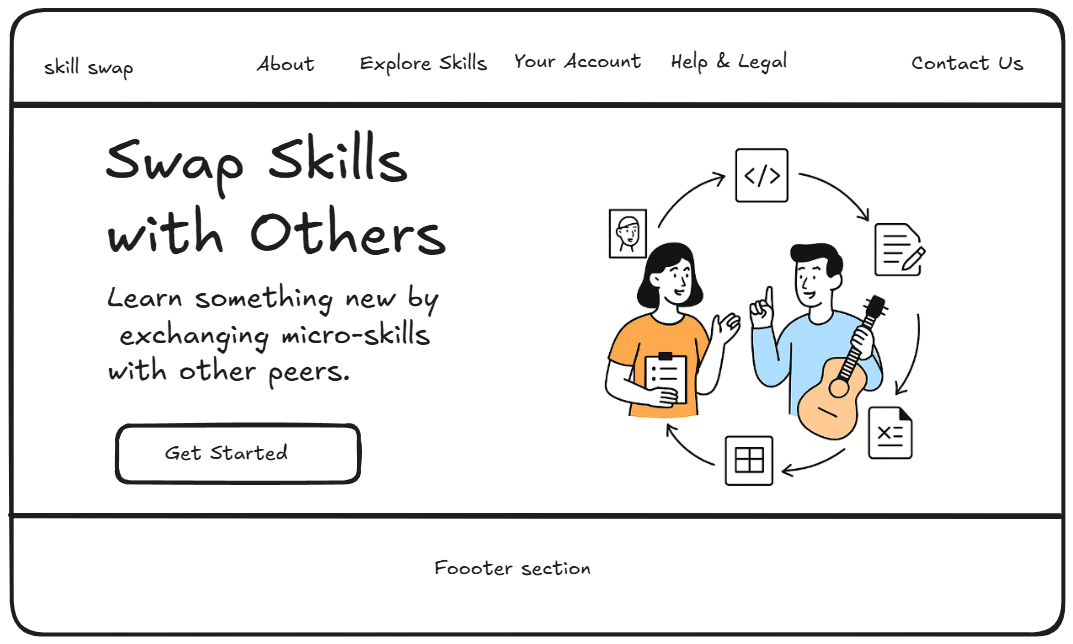 skill swap
About
Explore Skills
Your Account
Help & Legal
Contact Us
Swap Skills
with Others
Learn something new by
exchanging micro-skills
with other peers.
Get Started
</>
X=
Foooter section